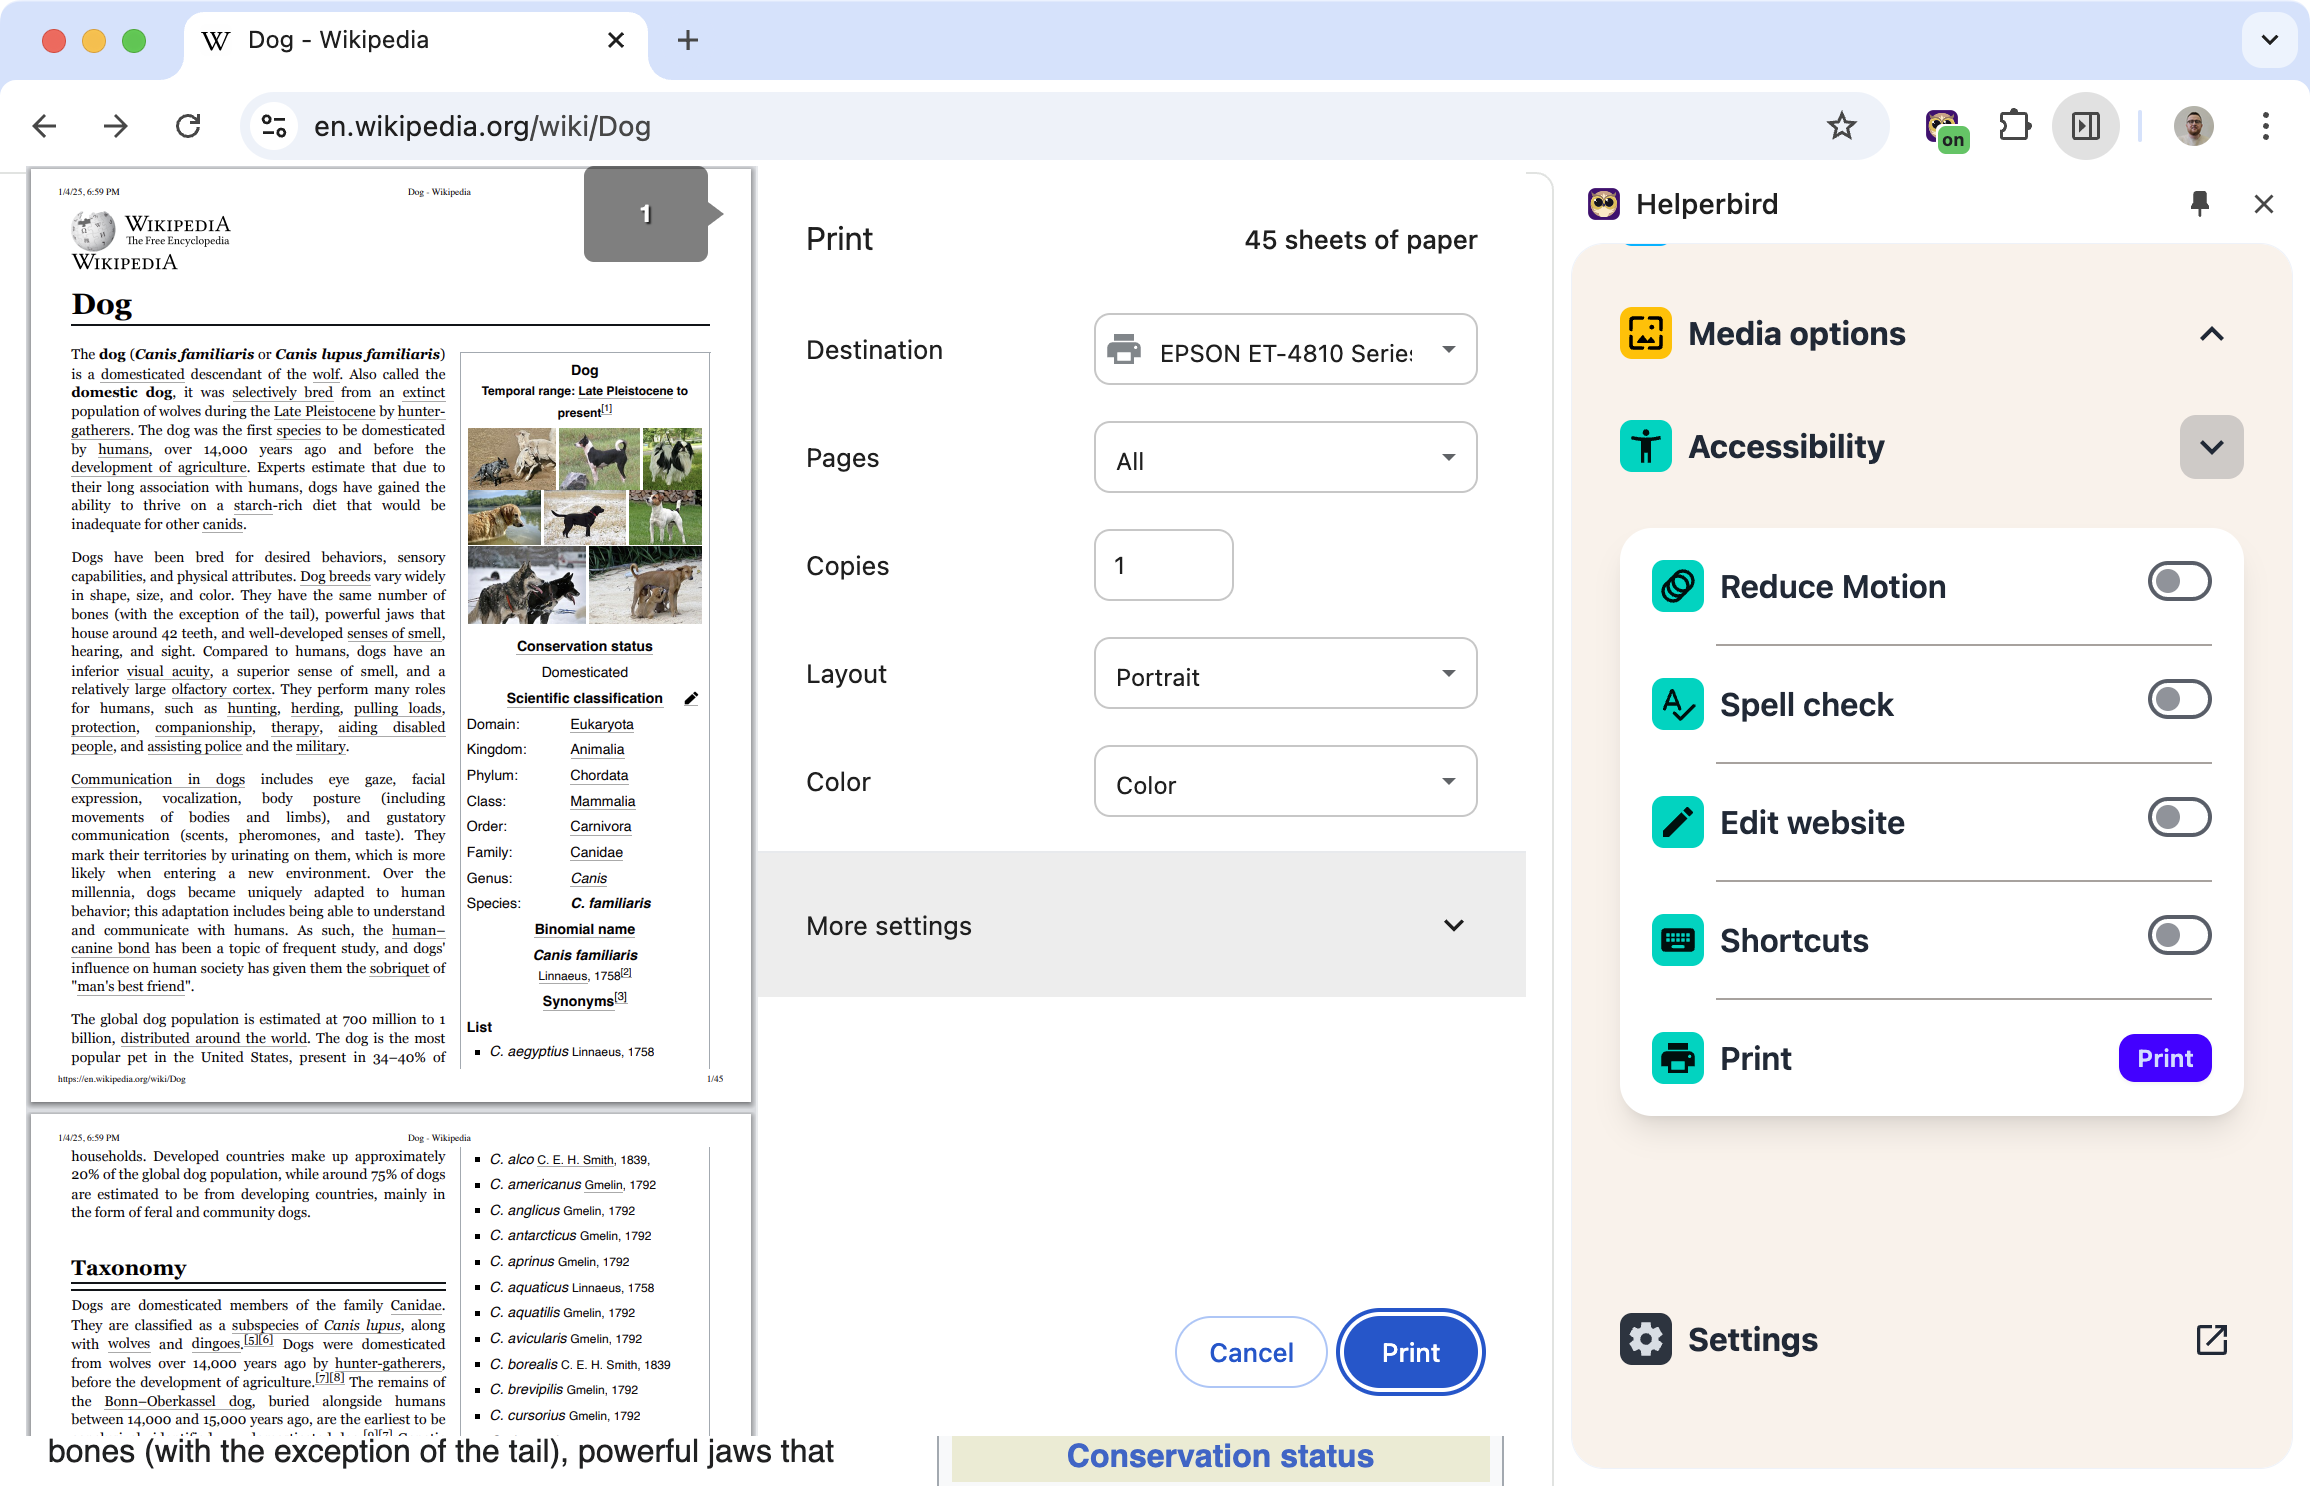 Dog - Wikipedia
en.wikipedia.org/wiki/Dog
on
1/4/25, 6:59 PM
Dog - Wikipedia
1
WIKIPEDIA
The Free Encyclopedia
WIKIPEDIA
Dog
The dog (Canis familiaris or Canis lupus familiaris)
is a domesticated descendant of the wolf. Also called the
domestic dog, it was selectively bred from an extinct
population of wolves during the Late Pleistocene by hunter-
gatherers. The dog was the first species to be domesticated
by humans, over 14,000 years ago and before the
development of agriculture. Experts estimate that due to
their long association with humans, dogs have gained the
ability to thrive on a starch-rich diet that would be
inadequate for other canids.
Dogs have been bred for desired behaviors, sensory
capabilities, and physical attributes. Dog breeds vary widely
in shape, size, and color. They have the same number of
bones (with the exception of the tail), powerful jaws that
house around 42 teeth, and well-developed senses of smell,
hearing, and sight. Compared to humans, dogs have an
inferior visual acuity, a superior sense of smell, and a
relatively large olfactory cortex. They perform many roles
for humans, such as hunting, herding, pulling loads,
protection, companionship, therapy, aiding disabled
people, and assisting police and the military.
Communication in dogs includes eye gaze, facial
expression, vocalization, body posture (including
movements of bodies and limbs), and gustatory
communication (scents, pheromones, and taste). They
mark their territories by urinating on them, which is more
likely when entering a new environment. Over the
millennia, dogs became uniquely adapted to human
behavior; this adaptation includes being able to understand
and communicate with humans. As such, the human–
canine bond has been a topic of frequent study, and dogs'
influence on human society has given them the sobriquet of
"man's best friend".
The global dog population is estimated at 700 million to 1
billion, distributed around the world. The dog is the most
popular pet in the United States, present in 34–40% of
Dog
Temporal range: Late Pleistocene to
present[1]
Conservation status
Domesticated
Scientific classification
Domain: Eukaryota
Kingdom: Animalia
Phylum: Chordata
Class: Mammalia
Order: Carnivora
Family: Canidae
Genus: Canis
Species: C. familiaris
Binomial name
Canis familiaris
Linnaeus, 1758[2]
Synonyms[3]
List
C. aegyptius Linnaeus, 1758
https://en.wikipedia.org/wiki/Dog
1/45
1/4/25, 6:59 PM
Dog - Wikipedia
households. Developed countries make up approximately
20% of the global dog population, while around 75% of dogs
are estimated to be from developing countries, mainly in
the form of feral and community dogs.
Taxonomy
Dogs are domesticated members of the family Canidae.
They are classified as a subspecies of Canis lupus, along
with wolves and dingoes.[5][6] Dogs were domesticated
from wolves over 14,000 years ago by hunter-gatherers,
before the development of agriculture.[7][8] The remains of
the Bonn–Oberkassel dog, buried alongside humans
between 14,000 and 15,000 years ago, are the earliest to be
C. alco C. E. H. Smith, 1839,
C. americanus Gmelin, 1792
C. anglicus Gmelin, 1792
C. antarcticus Gmelin, 1792
C. aprinus Gmelin, 1792
C. aquaticus Linnaeus, 1758
C. aquatilis Gmelin, 1792
C. avicularis Gmelin, 1792
C. borealis C. E. H. Smith, 1839
C. brevipilis Gmelin, 1792
C. cursorius Gmelin, 1792
bones (with the exception of the tail), powerful jaws that
Conservation status
Print
45 sheets of paper
Destination
EPSON ET-4810 Series
Pages
All
Copies
1
Layout
Portrait
Color
Color
More settings
Cancel
Print
Helperbird
Media options
Accessibility
Reduce Motion
Spell check
Edit website
Shortcuts
Print
Print
Settings